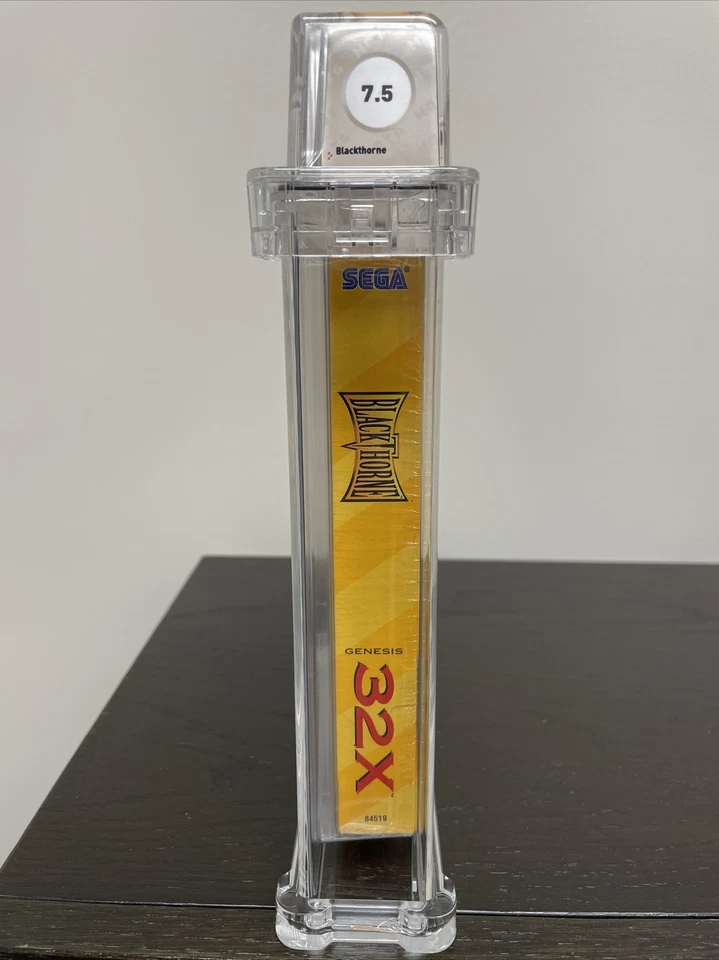 7.5
Blackthorne
SEGA®
BLACKTHORNE
GENESIS
32X
84519